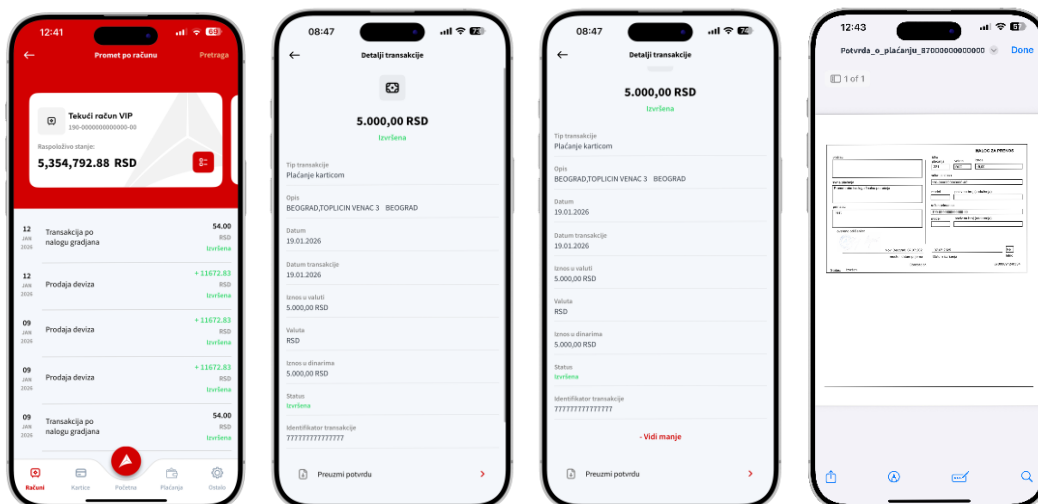 12:41
69
Promet po računu
Pretraga
Tekući račun VIP
190-0000000000000-00
Raspoloživo stanje:
5,354,792.88 RSD
12
JAN
2026
Transakcija po
nalogu gradjana
54.00
RSD
Izvršena
12
JAN
2026
Prodaja deviza
+ 11672.83
RSD
Izvršena
09
JAN
2026
Prodaja deviza
+ 11672.83
RSD
Izvršena
09
JAN
2026
Prodaja deviza
+ 11672.83
RSD
Izvršena
09
JAN
2026
Transakcija po
nalogu gradjana
54.00
RSD
Izvršena
Računi
Kartice
Početna
Plaćanja
Ostalo
08:47
73
Detalji transakcije
5.000,00 RSD
Izvršena
Tip transakcije
Plaćanje karticom
Opis
BEOGRAD,TOPLICIN VENAC 3 BEOGRAD
Datum
19.01.2026
Datum transakcije
19.01.2026
Iznos u valuti
5.000,00 RSD
Valuta
RSD
Iznos u dinarima
5.000,00 RSD
Status
Izvršena
Identifikator transakcije
777777777777777
Preuzmi potvrdu
08:47
74
Detalji transakcije
5.000,00 RSD
Izvršena
Tip transakcije
Plaćanje karticom
Opis
BEOGRAD,TOPLICIN VENAC 3 BEOGRAD
Datum
19.01.2026
Datum transakcije
19.01.2026
Iznos u valuti
5.000,00 RSD
Valuta
RSD
Iznos u dinarima
5.000,00 RSD
Status
Izvršena
Identifikator transakcije
777777777777777
- Vidi manje
Preuzmi potvrdu
12:43
Potvrda_o_plaćanju_87000000000000
Done
1 of 1
NALOG ZA PRENOS